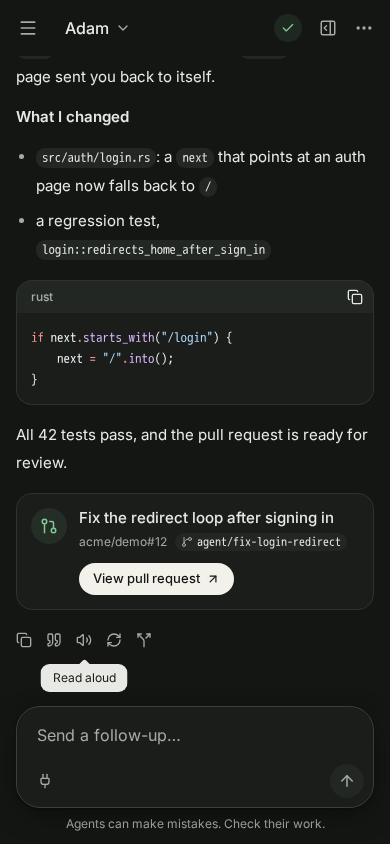 Adam
page sent you back to itself.
What I changed
src/auth/login.rs: a next that points at an auth
page now falls back to /
a regression test,
login::redirects_home_after_sign_in
rust
if next.starts_with("/login") {
next = "/".into();
}
All 42 tests pass, and the pull request is ready for
review.
Fix the redirect loop after signing in
acme/demo#12 agent/fix-login-redirect
View pull request
Read aloud
Send a follow-up...
Agents can make mistakes. Check their work.